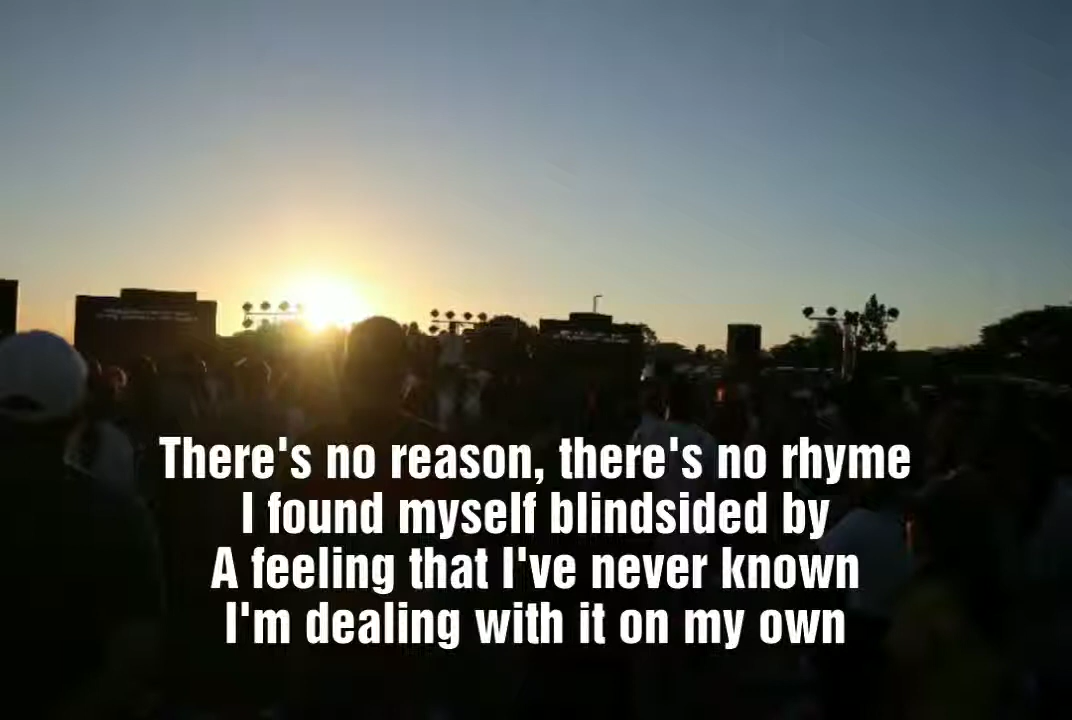 There's no reason, there's no rhyme
I found myself blindsided by
A feeling that I've never known
I'm dealing with it on my own